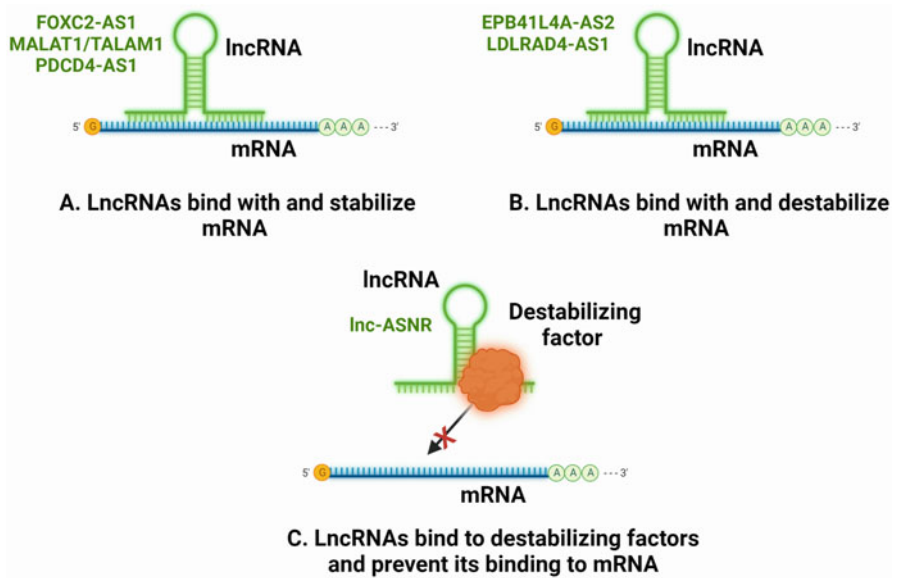 FOXC2-AS1
MALAT1/TALAM1
PDCD4-AS1
lncRNA
5' G A A A ---3'
mRNA
A. LncRNAs bind with and stabilize
mRNA
EPB41L4A-AS2
LDLRAD4-AS1
lncRNA
5' G A A A ---3'
mRNA
B. LncRNAs bind with and destabilize
mRNA
lncRNA
lnc-ASNR
Destabilizing
factor
5' G A A A ---3'
mRNA
C. LncRNAs bind to destabilizing factors
and prevent its binding to mRNA